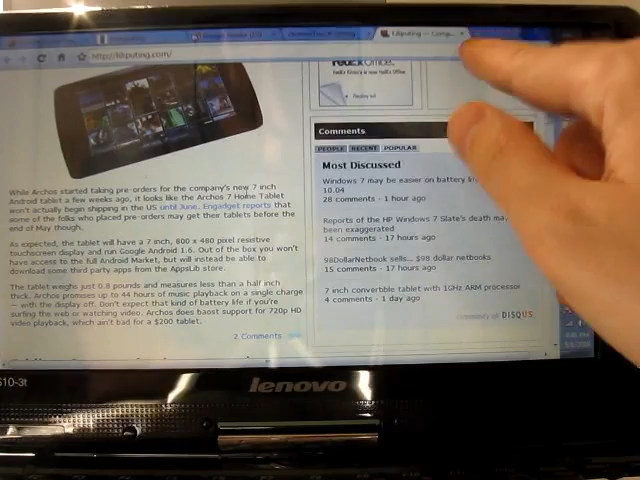 Liliputing — Comp...
http://liliputing.com/
FedEx Office.
FedEx Kinko's is now FedEx Office
While Archos started taking pre-orders for the company's new 7 inch
Android tablet a few weeks ago, it looks like the Archos 7 Home Tablet
won't actually begin shipping in the US until June. Engadget reports that
some of the folks who placed pre-orders may get their tablets before the
end of May though.
As expected, the tablet will have a 7 inch, 800 x 480 pixel resistive
touchscreen display and run Google Android 1.6. Out of the box you won't
have access to the full Android Market, but will instead be able to
download some third party apps from the AppsLib store.
The tablet weighs just 0.8 pounds and measures less than a half inch
thick. Archos promises up to 44 hours of music playback on a single charge
— with the display off. Don't expect that kind of battery life if you're
surfing the web or watching video. Archos does boast support for 720p HD
video playback, which ain't bad for a $200 tablet.
2 Comments
Comments
PEOPLE RECENT POPULAR
Most Discussed
Windows 7 may be easier on battery
10.04
28 comments · 1 hour ago
Reports of the HP Windows 7 Slate's death may
been exaggerated
14 comments · 17 hours ago
98DollarNetbook sells... $98 dollar netbooks
15 comments · 17 hours ago
7 inch convertible tablet with 1GHz ARM processor
4 comments · 1 day ago
DISQUS
S10-3t
lenovo